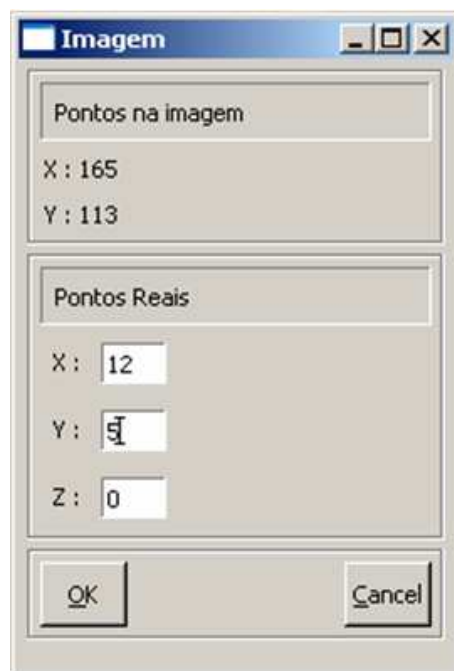 Imagem
Pontos na imagem
X : 165
Y : 113
Pontos Reais
X : 12
Y : 5
Z : 0
OK Cancel